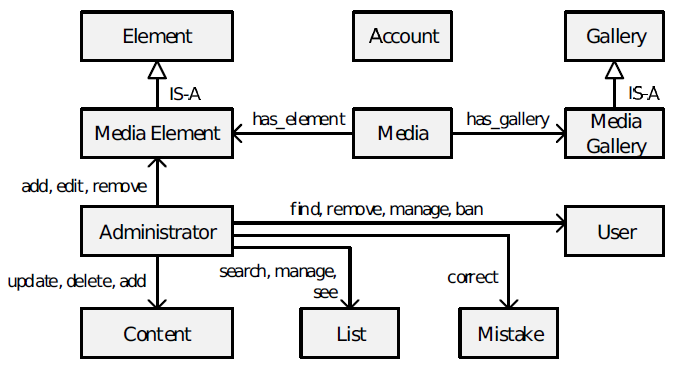 Element
Account
Gallery
IS-A
IS-A
has_element
has_gallery
Media Element
Media
Media
Gallery
add, edit, remove
find, remove, manage, ban
Administrator
User
update, delete, add
search, manage,
see
correct
Content
List
Mistake